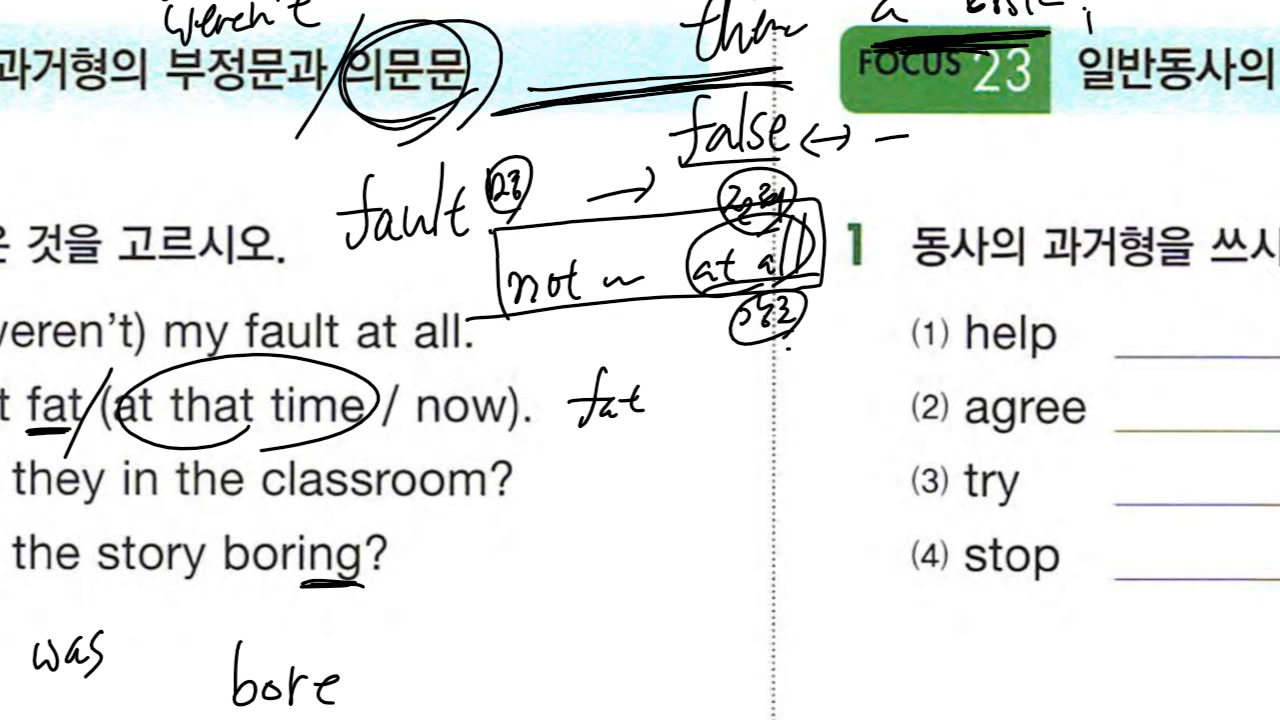 weren't
과거형의 부정문과 의문문
FOCUS 23 일반동사의
false ↔ –
fault →
은 것을 고르시오.
not ~ at all
veren't) my fault at all.
t fat (at that time / now). fat
they in the classroom?
the story boring?
was
bore
1 동사의 과거형을 쓰시
(1) help
(2) agree
(3) try
(4) stop